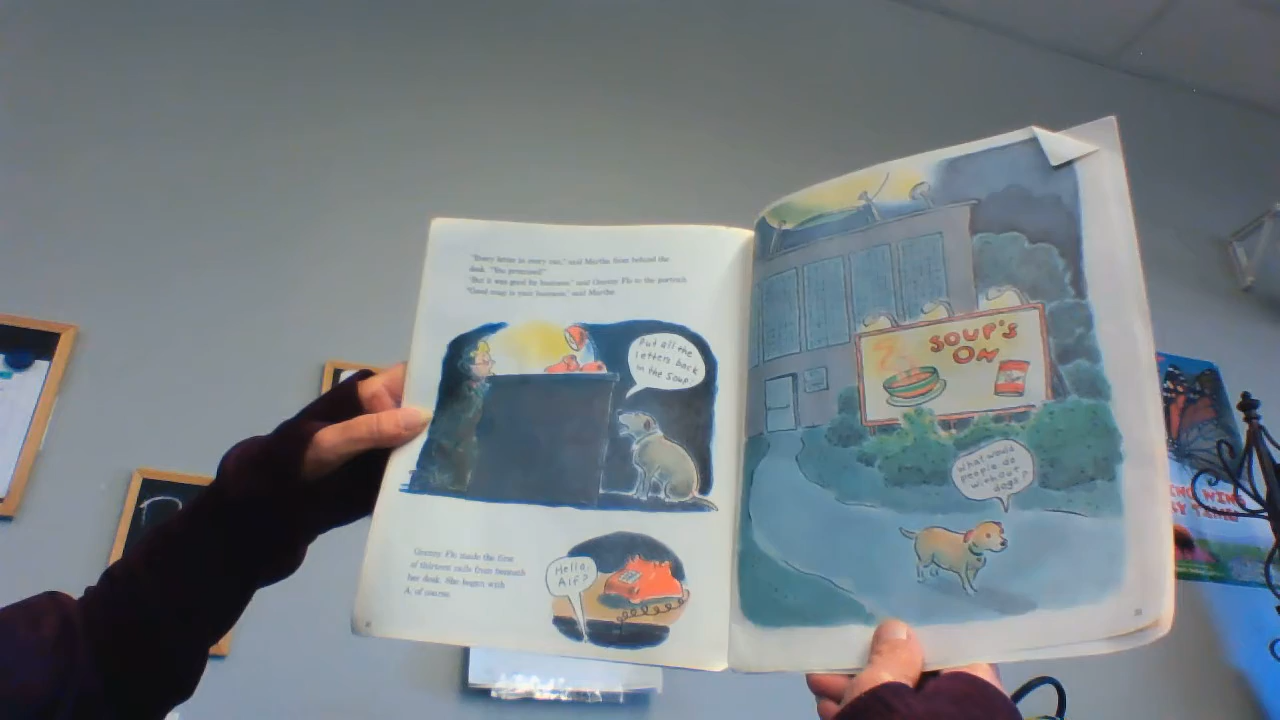 "Every letter in every can," said Martha from behind the
desk. "You promised!"
"But it was good for business," said Granny Flo to the portrait.
"Good soup is your business," said Martha.
Put all the
letters back
in the soup.
Granny Flo made the first
of thirteen calls from beneath
her desk. She began with
A, of course.
Hello,
Alf?
SOUP'S
ON
What would
people do
without
dogs?